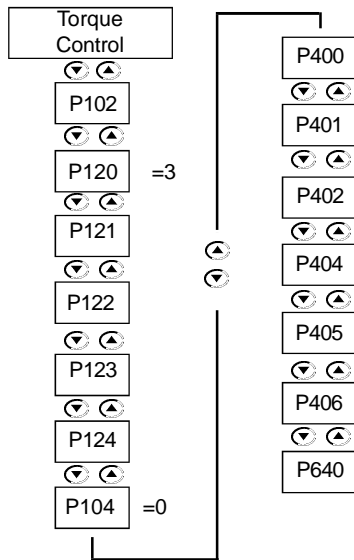 Torque
Control
P102
P120 =3
P121
P122
P123
P124
P104 =0
P400
P401
P402
P404
P405
P406
P640